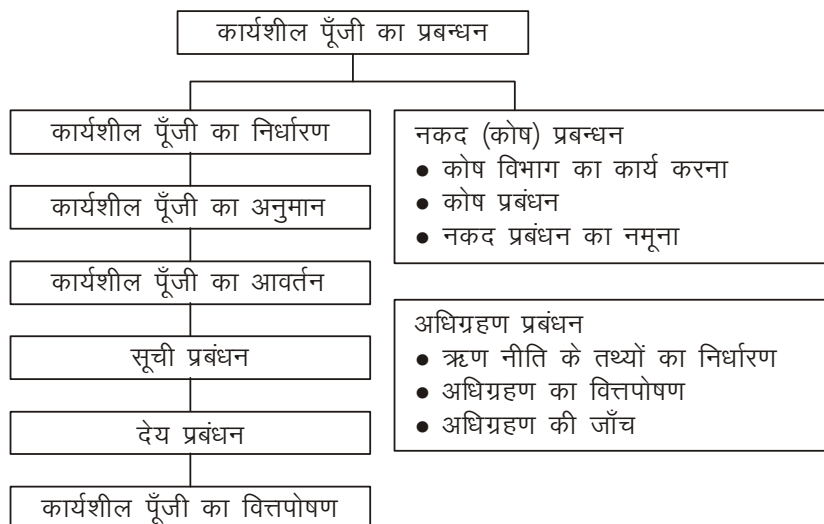 कार्यशील पूँजी का प्रबन्धन
कार्यशील पूँजी का निर्धारण
कार्यशील पूँजी का अनुमान
कार्यशील पूँजी का आवर्तन
सूची प्रबंधन
देय प्रबंधन
कार्यशील पूँजी का वित्तपोषण
नकद (कोष) प्रबन्धन
● कोष विभाग का कार्य करना
● कोष प्रबंधन
● नकद प्रबंधन का नमूना
अधिग्रहण प्रबंधन
● ऋण नीति के तथ्यों का निर्धारण
● अधिग्रहण का वित्तपोषण
● अधिग्रहण की जाँच